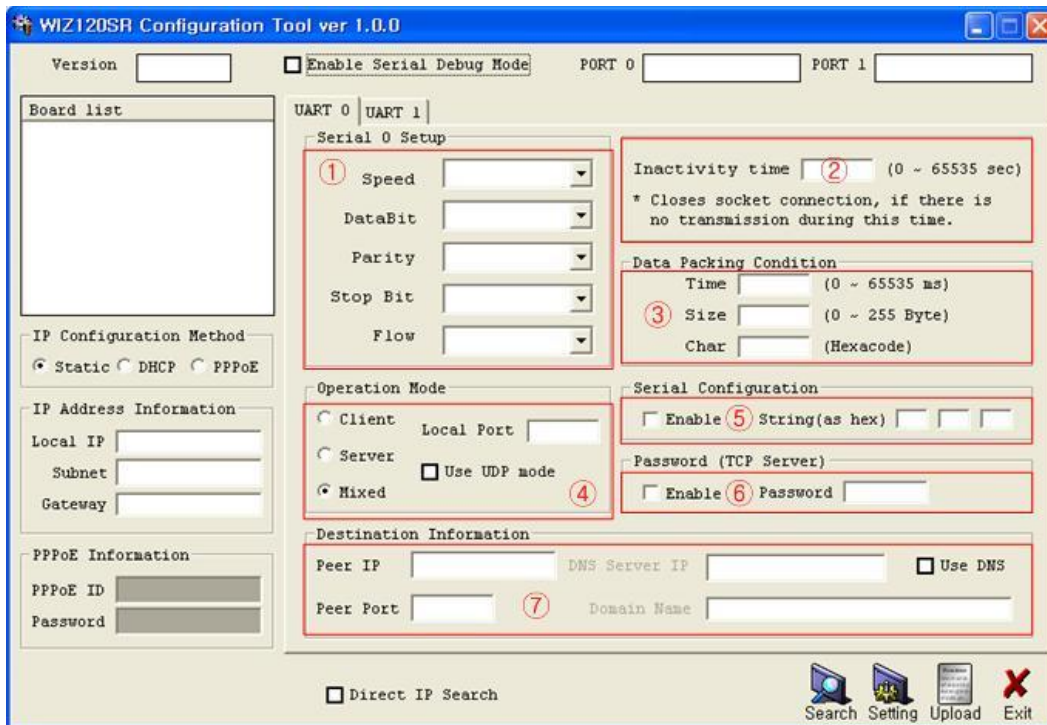 WIZ120SR Configuration Tool ver 1.0.0
Version
Enable Serial Debug Mode
PORT 0
PORT 1
Board list
UART 0
UART 1
Serial 0 Setup
①
Speed
DataBit
Parity
Stop Bit
Flow
Inactivity time ② (0 ~ 65535 sec)
* Closes socket connection, if there is
no transmission during this time.
Data Packing Condition
Time (0 ~ 65535 ms)
③ Size (0 ~ 255 Byte)
Char (Hexacode)
IP Configuration Method
Static DHCP PPPoE
IP Address Information
Local IP
Subnet
Gateway
PPPoE Information
PPPoE ID
Password
Operation Mode
Client
Local Port
Server
Use UDP mode
Mixed
④
Serial Configuration
Enable ⑤ String(as hex)
Password (TCP Server)
Enable ⑥ Password
Destination Information
Peer IP
DNS Server IP
Use DNS
Peer Port
⑦
Domain Name
Direct IP Search
Search Setting Upload Exit